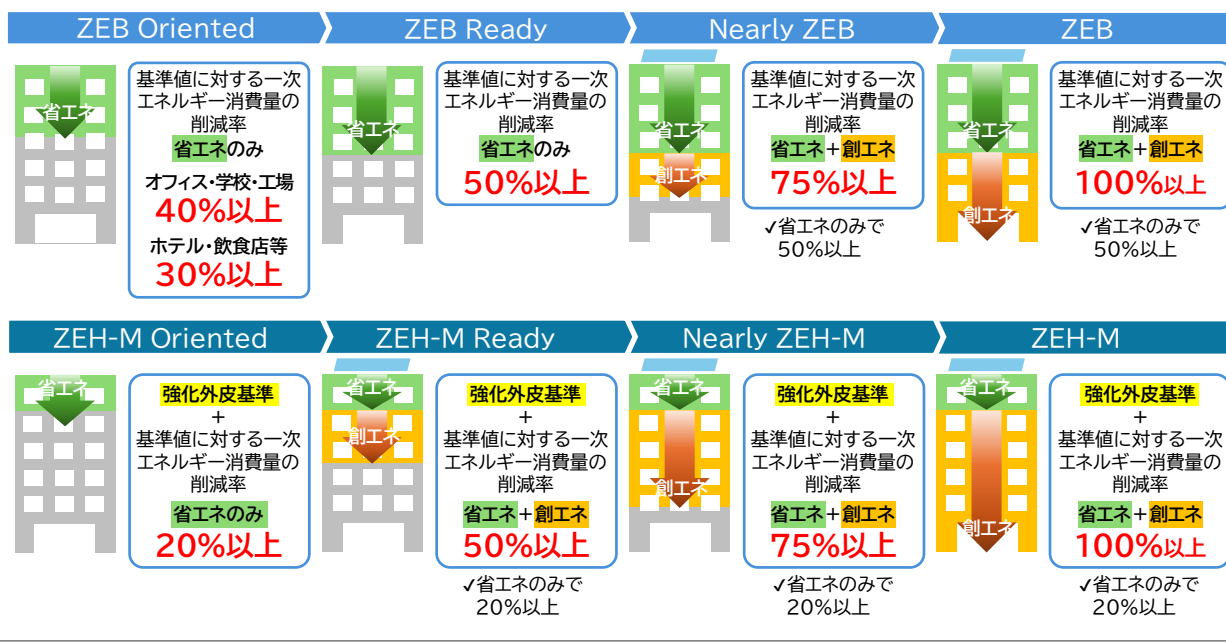 ZEB Oriented
ZEB Ready
Nearly ZEB
ZEB
省エネ
基準値に対する一次
エネルギー消費量の
削減率
省エネのみ
オフィス・学校・工場
40%以上
ホテル・飲食店等
30%以上
省エネ
基準値に対する一次
エネルギー消費量の
削減率
省エネのみ
50%以上
省エネ
創エネ
基準値に対する一次
エネルギー消費量の
削減率
省エネ+創エネ
75%以上
✓省エネのみで
50%以上
省エネ
創エネ
基準値に対する一次
エネルギー消費量の
削減率
省エネ+創エネ
100%以上
✓省エネのみで
50%以上
ZEH-M Oriented
ZEH-M Ready
Nearly ZEH-M
ZEH-M
省エネ
強化外皮基準
+
基準値に対する一次
エネルギー消費量の
削減率
省エネのみ
20%以上
省エネ
創エネ
強化外皮基準
+
基準値に対する一次
エネルギー消費量の
削減率
省エネ+創エネ
50%以上
✓省エネのみで
20%以上
省エネ
創エネ
強化外皮基準
+
基準値に対する一次
エネルギー消費量の
削減率
省エネ+創エネ
75%以上
✓省エネのみで
20%以上
省エネ
創エネ
強化外皮基準
+
基準値に対する一次
エネルギー消費量の
削減率
省エネ+創エネ
100%以上
✓省エネのみで
20%以上